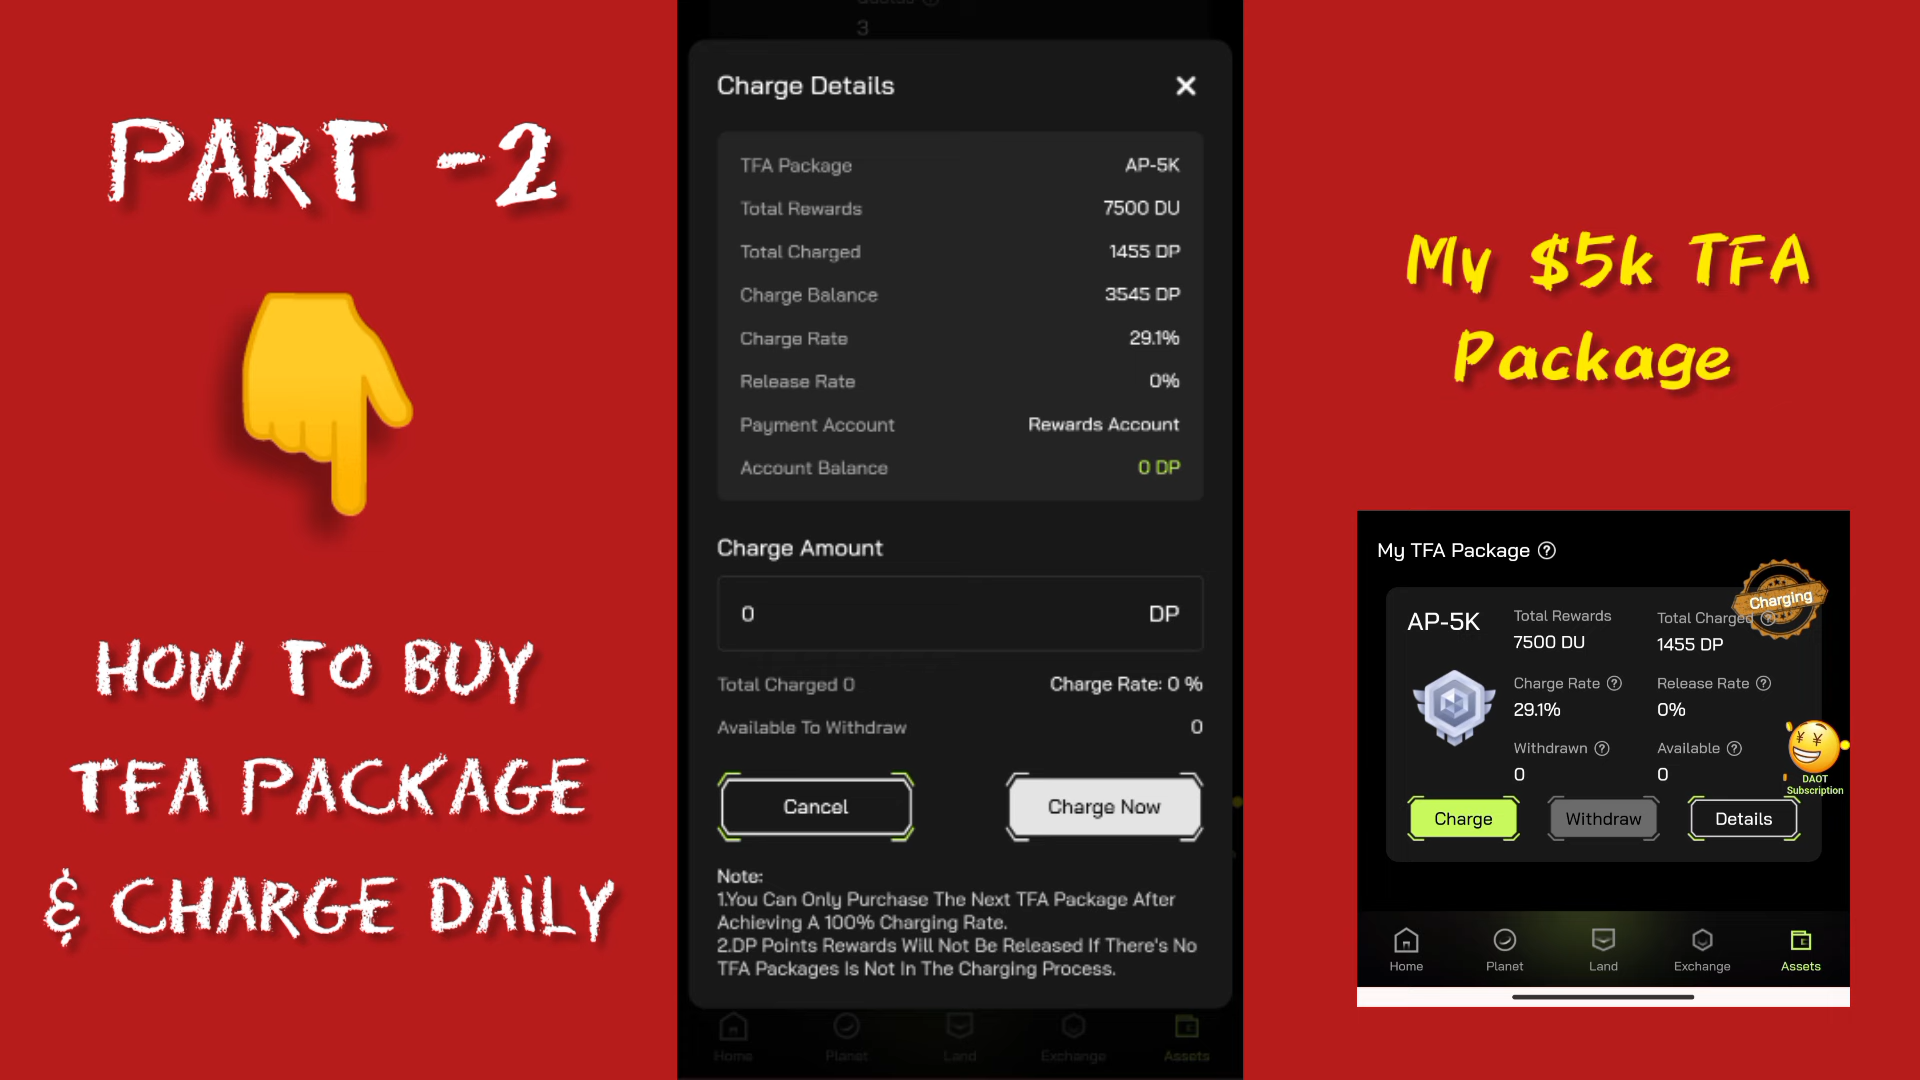 PART -2
HOW TO BUY
TFA PACKAGE
& CHARGE DAiLY
3
Charge Details
TFA Package AP-5K
Total Rewards 7500 DU
Total Charged 1455 DP
Charge Balance 3545 DP
Charge Rate 29.1%
Release Rate 0%
Payment Account Rewards Account
Account Balance 0 DP
Charge Amount
0 DP
Total Charged 0 Charge Rate: 0 %
Available To Withdraw 0
Cancel Charge Now
Note:
1.You Can Only Purchase The Next TFA Package After
Achieving A 100% Charging Rate.
2.DP Points Rewards Will Not Be Released If There's No
TFA Packages Is Not In The Charging Process.
Home Planet Land Exchange Assets
My $5k TFA
Package
My TFA Package
Charging
AP-5K
Total Rewards Total Charged
7500 DU 1455 DP
Charge Rate Release Rate
29.1% 0%
Withdrawn Available
0 0
DAOT
Subscription
Charge Withdraw Details
Home Planet Land Exchange Assets